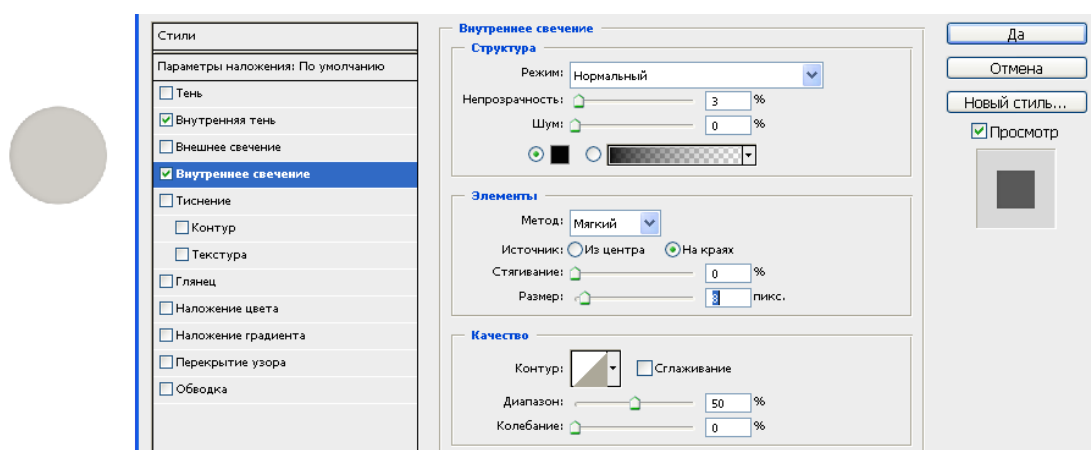 Стили
Параметры наложения: По умолчанию
Тень
Внутренняя тень
Внешнее свечение
Внутреннее свечение
Тиснение
Контур
Текстура
Глянец
Наложение цвета
Наложение градиента
Перекрытие узора
Обводка
Внутреннее свечение
Структура
Режим: Нормальный
Непрозрачность: 3 %
Шум: 0 %
Элементы
Метод: Мягкий
Источник: Из центра На краях
Стягивание: 0 %
Размер: 8 пикс.
Качество
Контур: Сглаживание
Диапазон: 50 %
Колебание: 0 %
Да
Отмена
Новый стиль...
Просмотр